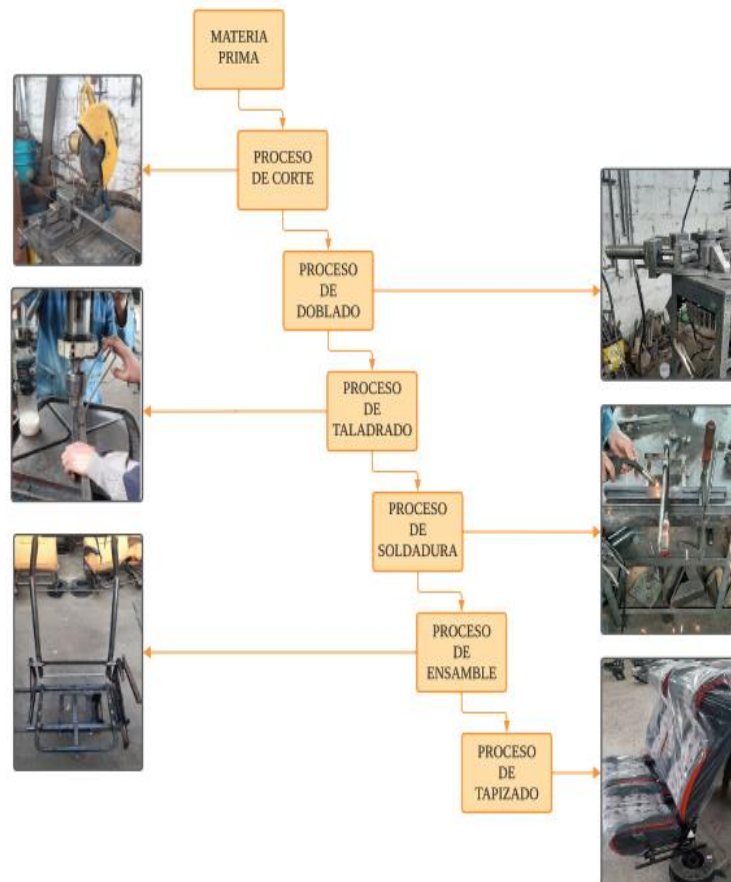 MATERIA
PRIMA
PROCESO
DE CORTE
PROCESO
DE
DOBLADO
PROCESO
DE
TALADRADO
PROCESO
DE
SOLDADURA
PROCESO
DE
ENSAMBLE
PROCESO
DE
TAPIZADO